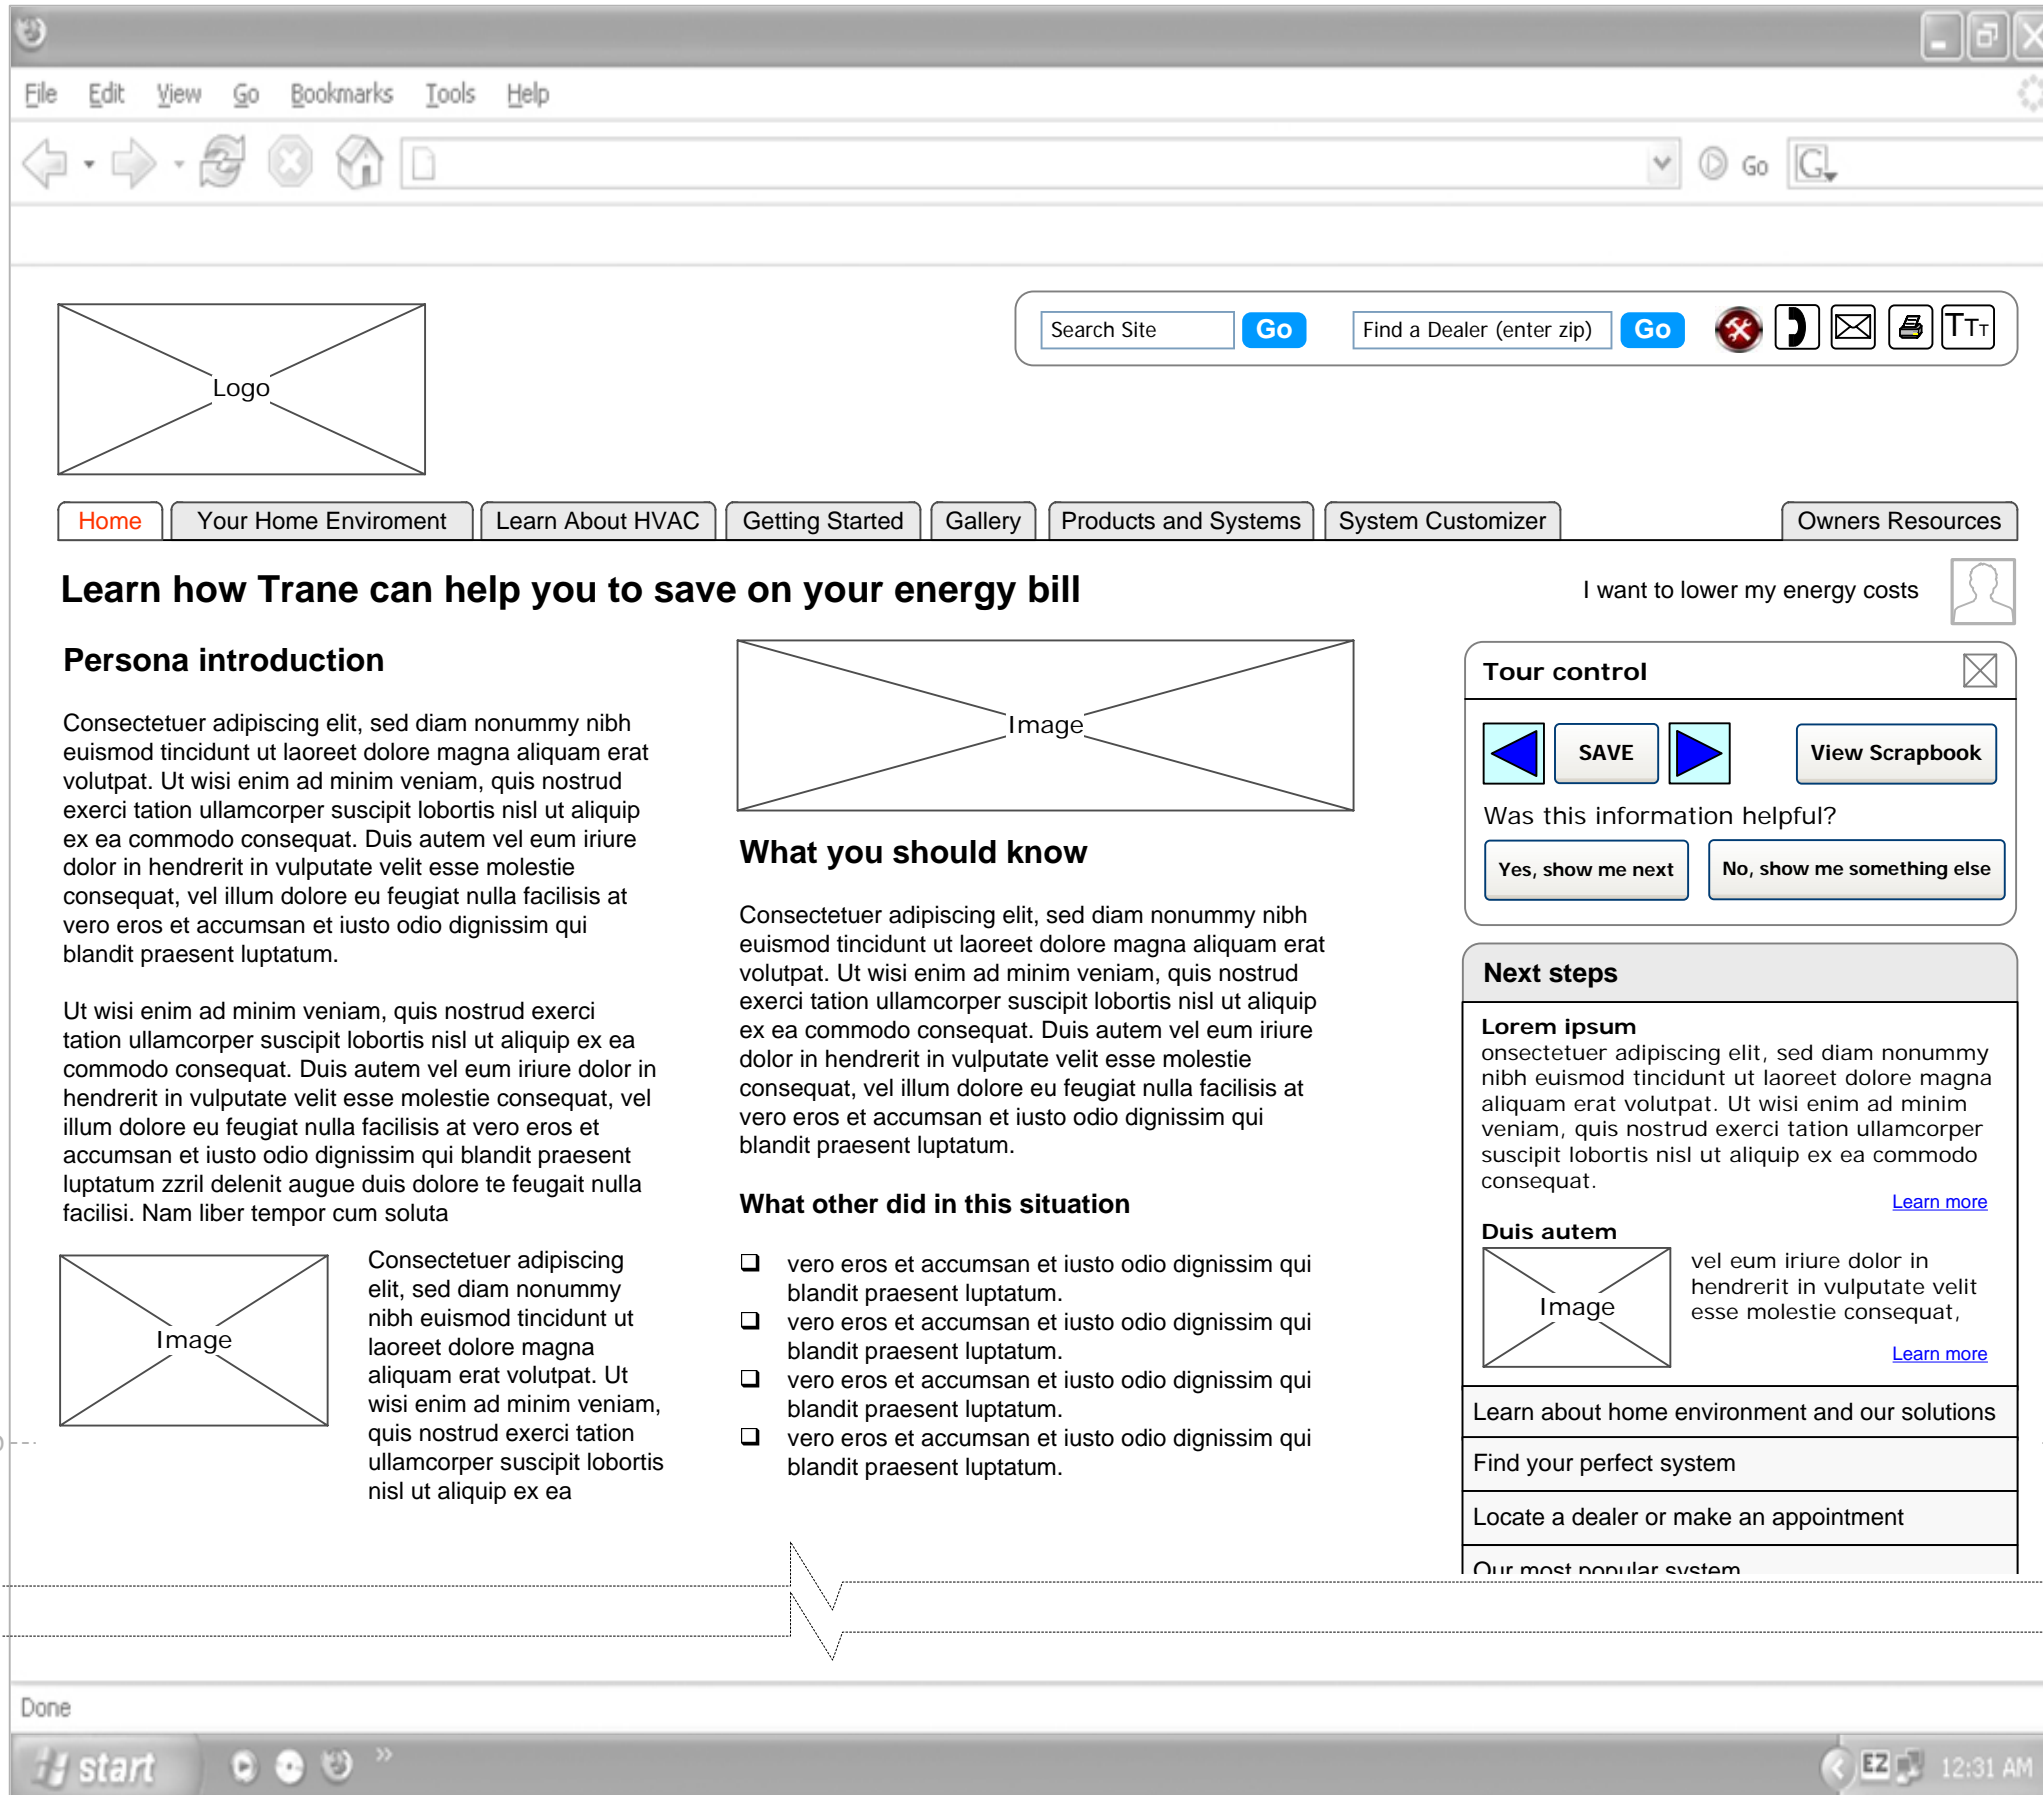 File Edit View Go Bookmarks Tools Help
Go G
Search Site Go Find a Dealer (enter zip) Go TTT
Logo
Home Your Home Enviroment Learn About HVAC Getting Started Gallery Products and Systems System Customizer Owners Resources
Learn how Trane can help you to save on your energy bill
I want to lower my energy costs
Persona introduction
Consectetuer adipiscing elit, sed diam nonummy nibh
euismod tincidunt ut laoreet dolore magna aliquam erat
volutpat. Ut wisi enim ad minim veniam, quis nostrud
exerci tation ullamcorper suscipit lobortis nisl ut aliquip
ex ea commodo consequat. Duis autem vel eum iriure
dolor in hendrerit in vulputate velit esse molestie
consequat, vel illum dolore eu feugiat nulla facilisis at
vero eros et accumsan et iusto odio dignissim qui
blandit praesent luptatum.
Ut wisi enim ad minim veniam, quis nostrud exerci
tation ullamcorper suscipit lobortis nisl ut aliquip ex ea
commodo consequat. Duis autem vel eum iriure dolor in
hendrerit in vulputate velit esse molestie consequat, vel
illum dolore eu feugiat nulla facilisis at vero eros et
accumsan et iusto odio dignissim qui blandit praesent
luptatum zzril delenit augue duis dolore te feugait nulla
facilisi. Nam liber tempor cum soluta
Image
Consectetuer adipiscing
elit, sed diam nonummy
nibh euismod tincidunt ut
laoreet dolore magna
aliquam erat volutpat. Ut
wisi enim ad minim veniam,
quis nostrud exerci tation
ullamcorper suscipit lobortis
nisl ut aliquip ex ea
Image
What you should know
Consectetuer adipiscing elit, sed diam nonummy nibh
euismod tincidunt ut laoreet dolore magna aliquam erat
volutpat. Ut wisi enim ad minim veniam, quis nostrud
exerci tation ullamcorper suscipit lobortis nisl ut aliquip
ex ea commodo consequat. Duis autem vel eum iriure
dolor in hendrerit in vulputate velit esse molestie
consequat, vel illum dolore eu feugiat nulla facilisis at
vero eros et accumsan et iusto odio dignissim qui
blandit praesent luptatum.
What other did in this situation
vero eros et accumsan et iusto odio dignissim qui
blandit praesent luptatum.
vero eros et accumsan et iusto odio dignissim qui
blandit praesent luptatum.
vero eros et accumsan et iusto odio dignissim qui
blandit praesent luptatum.
vero eros et accumsan et iusto odio dignissim qui
blandit praesent luptatum.
Tour control
SAVE View Scrapbook
Was this information helpful?
Yes, show me next No, show me something else
Next steps
Lorem ipsum
onsectetuer adipiscing elit, sed diam nonummy
nibh euismod tincidunt ut laoreet dolore magna
aliquam erat volutpat. Ut wisi enim ad minim
veniam, quis nostrud exerci tation ullamcorper
suscipit lobortis nisl ut aliquip ex ea commodo
consequat.
Learn more
Duis autem
Image
vel eum iriure dolor in
hendrerit in vulputate velit
esse molestie consequat,
Learn more
Learn about home environment and our solutions
Find your perfect system
Locate a dealer or make an appointment
Our most popular system
Done
start EZ 12:31 AM